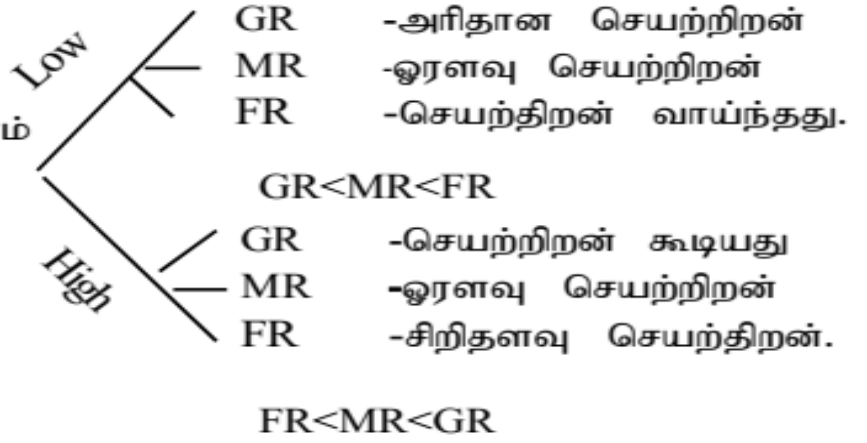 Low
GR -அரிதான செயற்றிறன்
MR -ஓரளவு செயற்றிறன்
FR -செயற்திறன் வாய்ந்தது.
ம்
GR<MR<FR
High
GR -செயற்றிறன் கூடியது
MR -ஓரளவு செயற்றிறன்
FR -சிறிதளவு செயற்திறன்.
FR<MR<GR